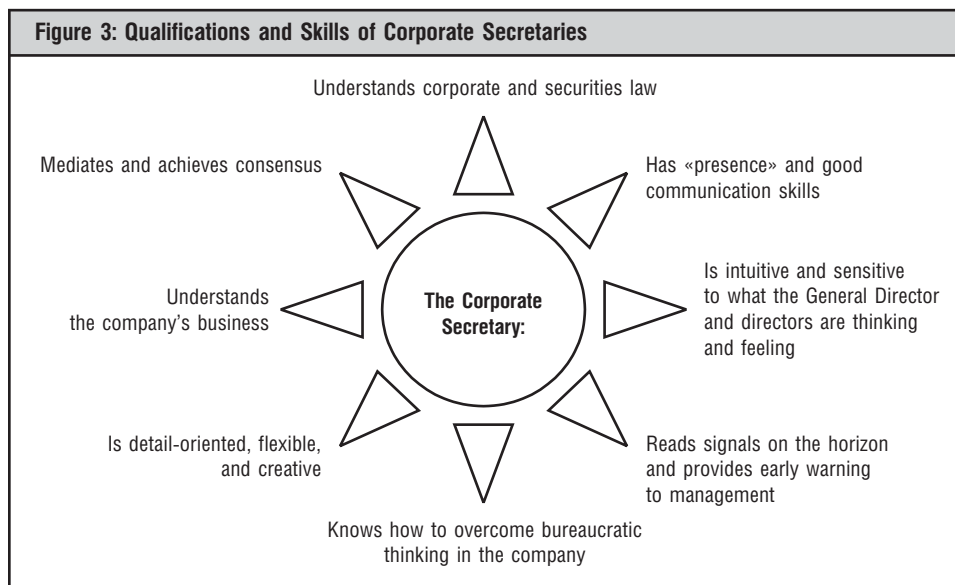 Figure 3: Qualifications and Skills of Corporate Secretaries
Understands corporate and securities law
Mediates and achieves consensus
Has «presence» and good
communication skills
Understands
the company's business
The Corporate
Secretary:
Is intuitive and sensitive
to what the General Director
and directors are thinking
and feeling
Is detail-oriented, flexible,
and creative
Reads signals on the horizon
and provides early warning
to management
Knows how to overcome bureaucratic
thinking in the company